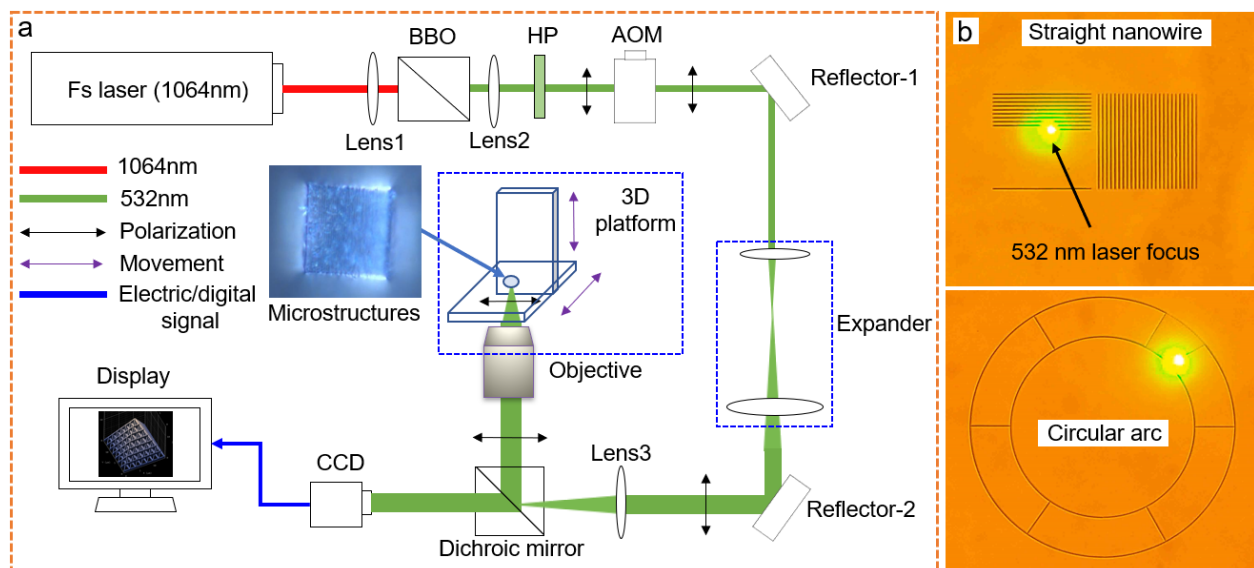 a
BBO
HP
AOM
Fs laser (1064nm)
Reflector-1
Lens1
Lens2
1064nm
532nm
Polarization
Movement
Electric/digital
signal
3D
platform
Microstructures
Expander
Objective
Display
CCD
Lens3
Dichroic mirror
Reflector-2
b
Straight nanowire
532 nm laser focus
Circular arc